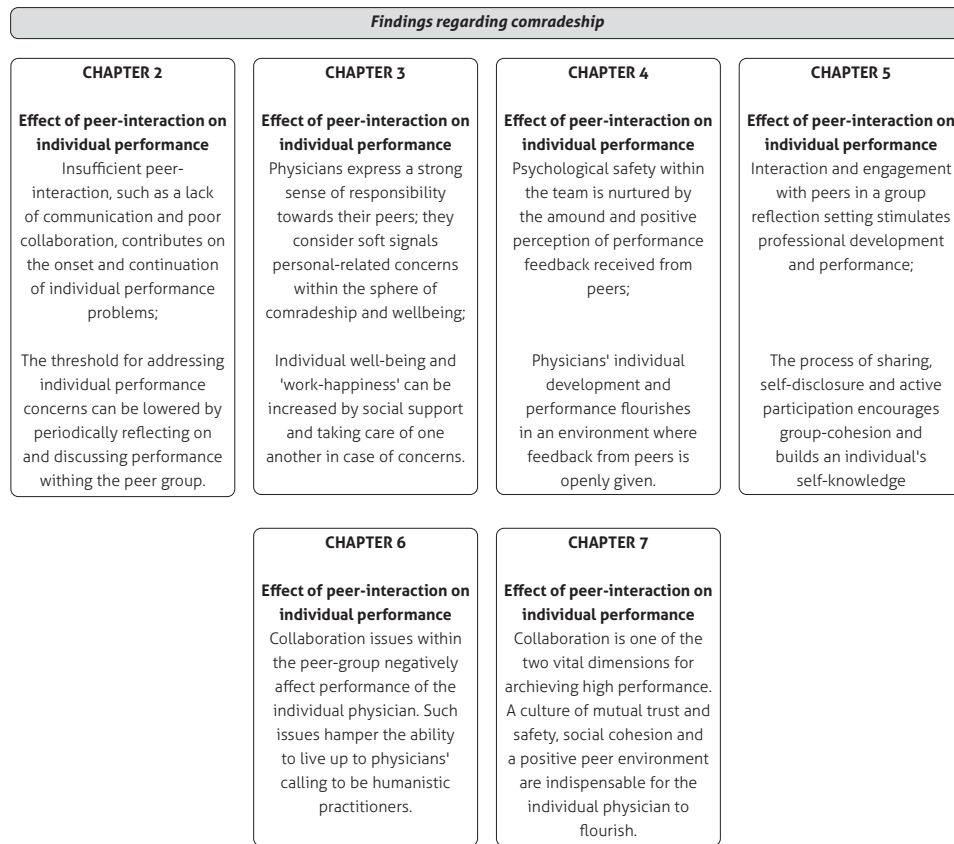 Findings regarding comradeship
CHAPTER 2
Effect of peer-interaction on
individual performance
Insufficient peer-
interaction, such as a lack
of communication and poor
collaboration, contributes on
the onset and continuation
of individual performance
problems;
The threshold for addressing
individual performance
concerns can be lowered by
periodically reflecting on
and discussing performance
withing the peer group.
CHAPTER 3
Effect of peer-interaction on
individual performance
Physicians express a strong
sense of responsibility
towards their peers; they
consider soft signals
personal-related concerns
within the sphere of
comradeship and wellbeing;
Individual well-being and
'work-happiness' can be
increased by social support
and taking care of one
another in case of concerns.
CHAPTER 4
Effect of peer-interaction on
individual performance
Psychological safety within
the team is nurtured by
the amound and positive
perception of performance
feedback received from
peers;
Physicians' individual
development and
performance flourishes
in an environment where
feedback from peers is
openly given.
CHAPTER 5
Effect of peer-interaction on
individual performance
Interaction and engagement
with peers in a group
reflection setting stimulates
professional development
and performance;
The process of sharing,
self-disclosure and active
participation encourages
group-cohesion and
builds an individual's
self-knowledge
CHAPTER 6
Effect of peer-interaction on
individual performance
Collaboration issues within
the peer-group negatively
affect performance of the
individual physician. Such
issues hamper the ability
to live up to physicians'
calling to be humanistic
practitioners.
CHAPTER 7
Effect of peer-interaction on
individual performance
Collaboration is one of the
two vital dimensions for
archieving high performance.
A culture of mutual trust and
safety, social cohesion and
a positive peer environment
are indispensable for the
individual physician to
flourish.